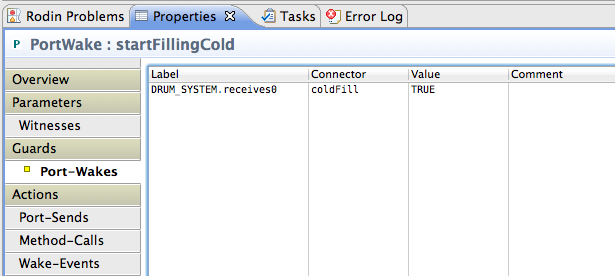 Rodin Problems Properties Tasks Error Log
P PortWake : startFillingCold
Overview
Parameters
Witnesses
Guards
Port-Wakes
Actions
Port-Sends
Method-Calls
Wake-Events
Label Connector Value Comment
DRUM_SYSTEM.receives0 coldFill TRUE